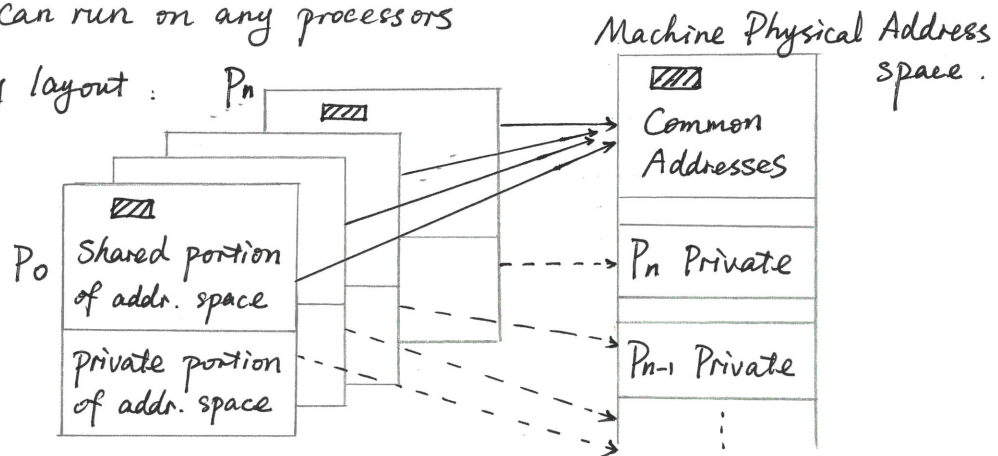 can run on any processors
Machine Physical Address
space.
layout :
Pn
Common
Addresses
P0
Shared portion
of addr. space
Pn Private
private portion
of addr. space
Pn-1 Private